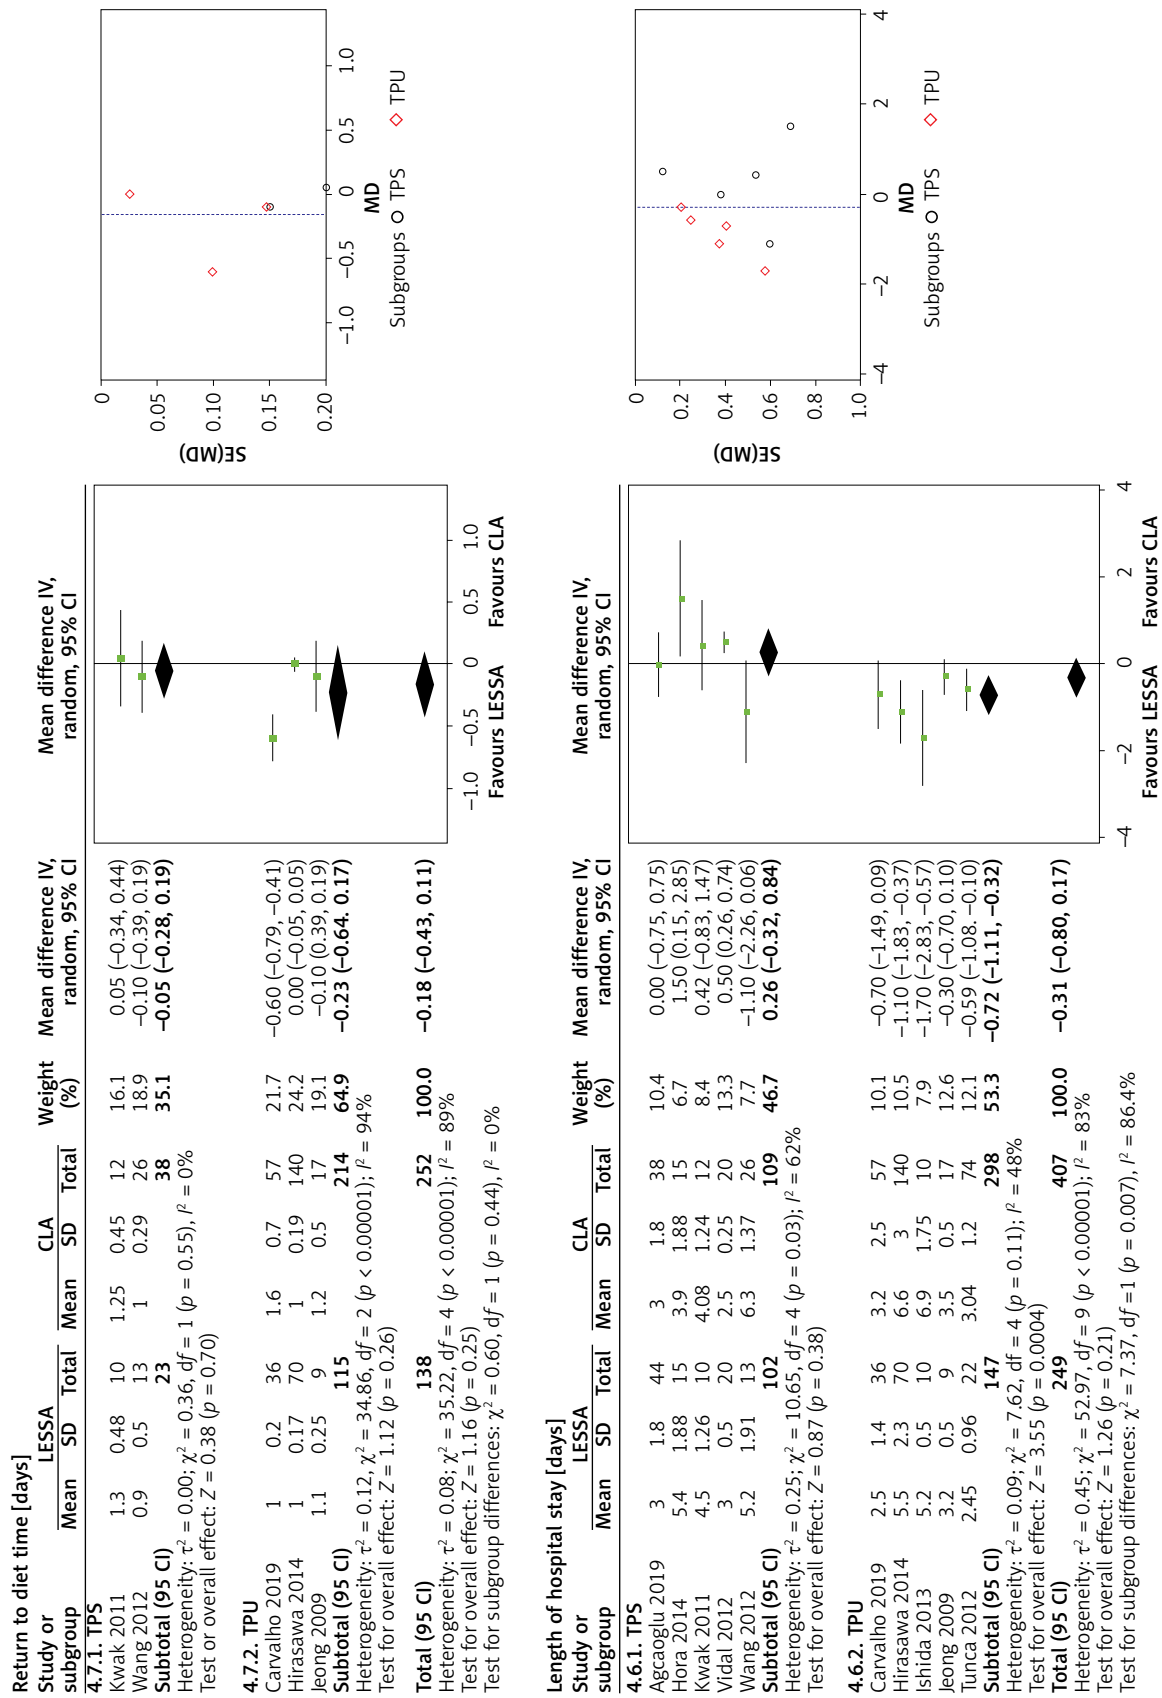 Return to diet time [days]
Study or subgroup LESSA CLA Weight (%) Mean difference IV, random, 95% CI Mean difference IV, random, 95% CI
Mean SD Total Mean SD Total
4.7.1. TPS
Kwak 2011 1.3 0.48 10 1.25 0.45 12 16.1 0.05 (−0.34, 0.44)
Wang 2012 0.9 0.5 13 1 0.29 26 18.9 −0.10 (−0.39, 0.19)
Subtotal (95 CI) 23 38 35.1 −0.05 (−0.28, 0.19)
Heterogeneity: τ² = 0.00; χ² = 0.36, df = 1 (p = 0.55), I² = 0%
Test or overall effect: Z = 0.38 (p = 0.70)
4.7.2. TPU
Carvalho 2019 1 0.2 36 1.6 0.7 57 21.7 −0.60 (−0.79, −0.41)
Hirasawa 2014 1 0.17 70 1 0.19 140 24.2 0.00 (−0.05, 0.05)
Jeong 2009 1.1 0.25 9 1.2 0.5 17 19.1 −0.10 (0.39, 0.19)
Subtotal (95 CI) 115 214 64.9 −0.23 (−0.64. 0.17)
Heterogeneity: τ² = 0.12, χ² = 34.86, df = 2 (p < 0.00001); I² = 94%
Test for overall effect: Z = 1.12 (p = 0.26)
Total (95 CI) 138 252 100.0 −0.18 (−0.43, 0.11)
Heterogeneity: τ² = 0.08; χ² = 35.22, df = 4 (p < 0.00001); I² = 89%
Test for overall effect: Z = 1.16 (p = 0.25)
Test for subgroup differences: χ² = 0.60, df = 1 (p = 0.44), I² = 0%
−1.0 −0.5 0 0.5 1.0
Favours LESSA Favours CLA
SE(MD)
0
0.05
0.10
0.15
0.20
−1.0 −0.5 0 0.5 1.0
MD
Subgroups TPS TPU
Length of hospital stay [days]
Study or subgroup LESSA CLA Weight (%) Mean difference IV, random, 95% CI Mean difference IV, random, 95% CI
Mean SD Total Mean SD Total
4.6.1. TPS
Agcaoglu 2019 3 1.8 44 3 1.8 38 10.4 0.00 (−0.75, 0.75)
Hora 2014 5.4 1.88 15 3.9 1.88 15 6.7 1.50 (0.15, 2.85)
Kwak 2011 4.5 1.26 10 4.08 1.24 12 8.4 0.42 (−0.83, 1.47)
Vidal 2012 3 0.5 20 2.5 0.25 20 13.3 0.50 (0.26, 0.74)
Wang 2012 5.2 1.91 13 6.3 1.37 26 7.7 −1.10 (−2.26, 0.06)
Subtotal (95 CI) 102 109 46.7 0.26 (−0.32, 0.84)
Heterogeneity: τ² = 0.25; χ² = 10.65, df = 4 (p = 0.03); I² = 62%
Test for overall effect: Z = 0.87 (p = 0.38)
4.6.2. TPU
Carvalho 2019 2.5 1.4 36 3.2 2.5 57 10.1 −0.70 (−1.49, 0.09)
Hirasawa 2014 5.5 2.3 70 6.6 3 140 10.5 −1.10 (−1.83, −0.37)
Ishida 2013 5.2 0.5 10 6.9 1.75 10 7.9 −1.70 (−2.83, −0.57)
Jeong 2009 3.2 0.5 9 3.5 0.5 17 12.6 −0.30 (−0.70, 0.10)
Tunca 2012 2.45 0.96 22 3.04 1.2 74 12.1 −0.59 (−1.08. −0.10)
Subtotal (95 CI) 147 298 53.3 −0.72 (−1.11, −0.32)
Heterogeneity: τ² = 0.09; χ² = 7.62, df = 4 (p = 0.11); I² = 48%
Test for overall effect: Z = 3.55 (p = 0.0004)
Total (95 CI) 249 407 100.0 −0.31 (−0.80, 0.17)
Heterogeneity: τ² = 0.45; χ² = 52.97, df = 9 (p < 0.00001); I² = 83%
Test for overall effect: Z = 1.26 (p = 0.21)
Test for subgroup differences: χ² = 7.37, df =1 (p = 0.007), I² = 86.4%
−4 −2 0 2 4
Favours LESSA Favours CLA
SE(MD)
0
0.2
0.4
0.6
0.8
1.0
−4 −2 0 2 4
MD
Subgroups TPS TPU